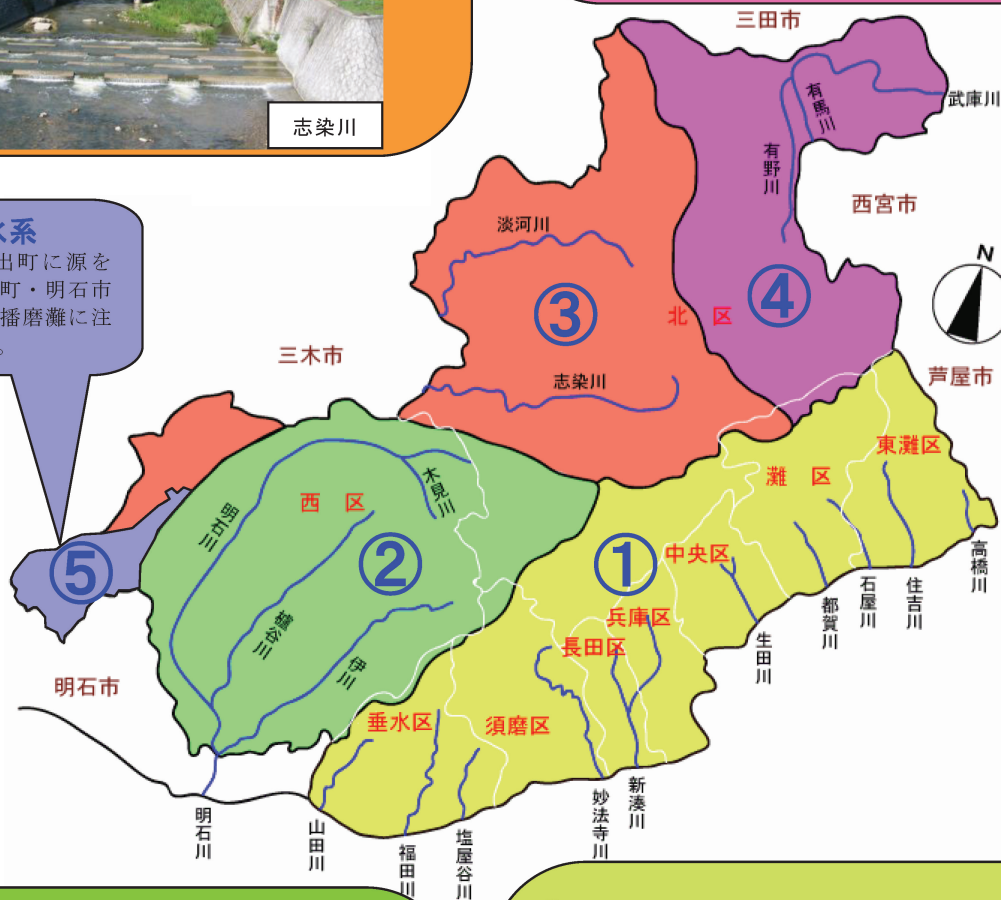 志染川
水系
出町に源を
町・明石市
播磨灘に注
。
三田市
武庫川
有馬川
有野川
西宮市
N
淡河川
③
④
北 区
三木市
志染川
芦屋市
東灘区
灘 区
木見川
西 区
明石川
②
①
中央区
⑤
高橋川
石屋川
住吉川
都賀川
兵庫区
長田区
生田川
櫨谷川
伊川
明石市
垂水区
須磨区
新湊川
妙法寺川
明石川
山田川
福田川
塩屋谷川